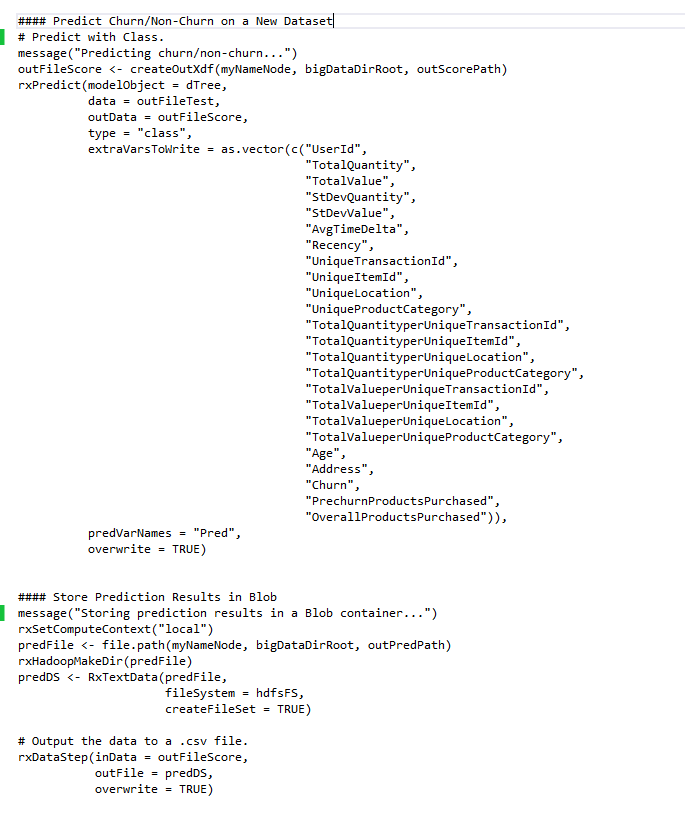 #### Predict Churn/Non-Churn on a New Dataset
# Predict with Class.
message("Predicting churn/non-churn...")
outFileScore <- createOutXdf(myNameNode, bigDataDirRoot, outScorePath)
rxPredict(modelObject = dTree,
          data = outFileTest,
          outData = outFileScore,
          type = "class",
          extraVarsToWrite = as.vector(c("UserId",
                                         "TotalQuantity",
                                         "TotalValue",
                                         "StDevQuantity",
                                         "StDevValue",
                                         "AvgTimeDelta",
                                         "Recency",
                                         "UniqueTransactionId",
                                         "UniqueItemId",
                                         "UniqueLocation",
                                         "UniqueProductCategory",
                                         "TotalQuantityperUniqueTransactionId",
                                         "TotalQuantityperUniqueItemId",
                                         "TotalQuantityperUniqueLocation",
                                         "TotalQuantityperUniqueProductCategory",
                                         "TotalValueperUniqueTransactionId",
                                         "TotalValueperUniqueItemId",
                                         "TotalValueperUniqueLocation",
                                         "TotalValueperUniqueProductCategory",
                                         "Age",
                                         "Address",
                                         "Churn",
                                         "PrechurnProductsPurchased",
                                         "OverallProductsPurchased")),
          predVarNames = "Pred",
          overwrite = TRUE)
#### Store Prediction Results in Blob
message("Storing prediction results in a Blob container...")
rxSetComputeContext("local")
predFile <- file.path(myNameNode, bigDataDirRoot, outPredPath)
rxHadoopMakeDir(predFile)
predDS <- RxTextData(predFile,
                     fileSystem = hdfsFS,
                     createFileSet = TRUE)
# Output the data to a .csv file.
rxDataStep(inData = outFileScore,
           outFile = predDS,
           overwrite = TRUE)